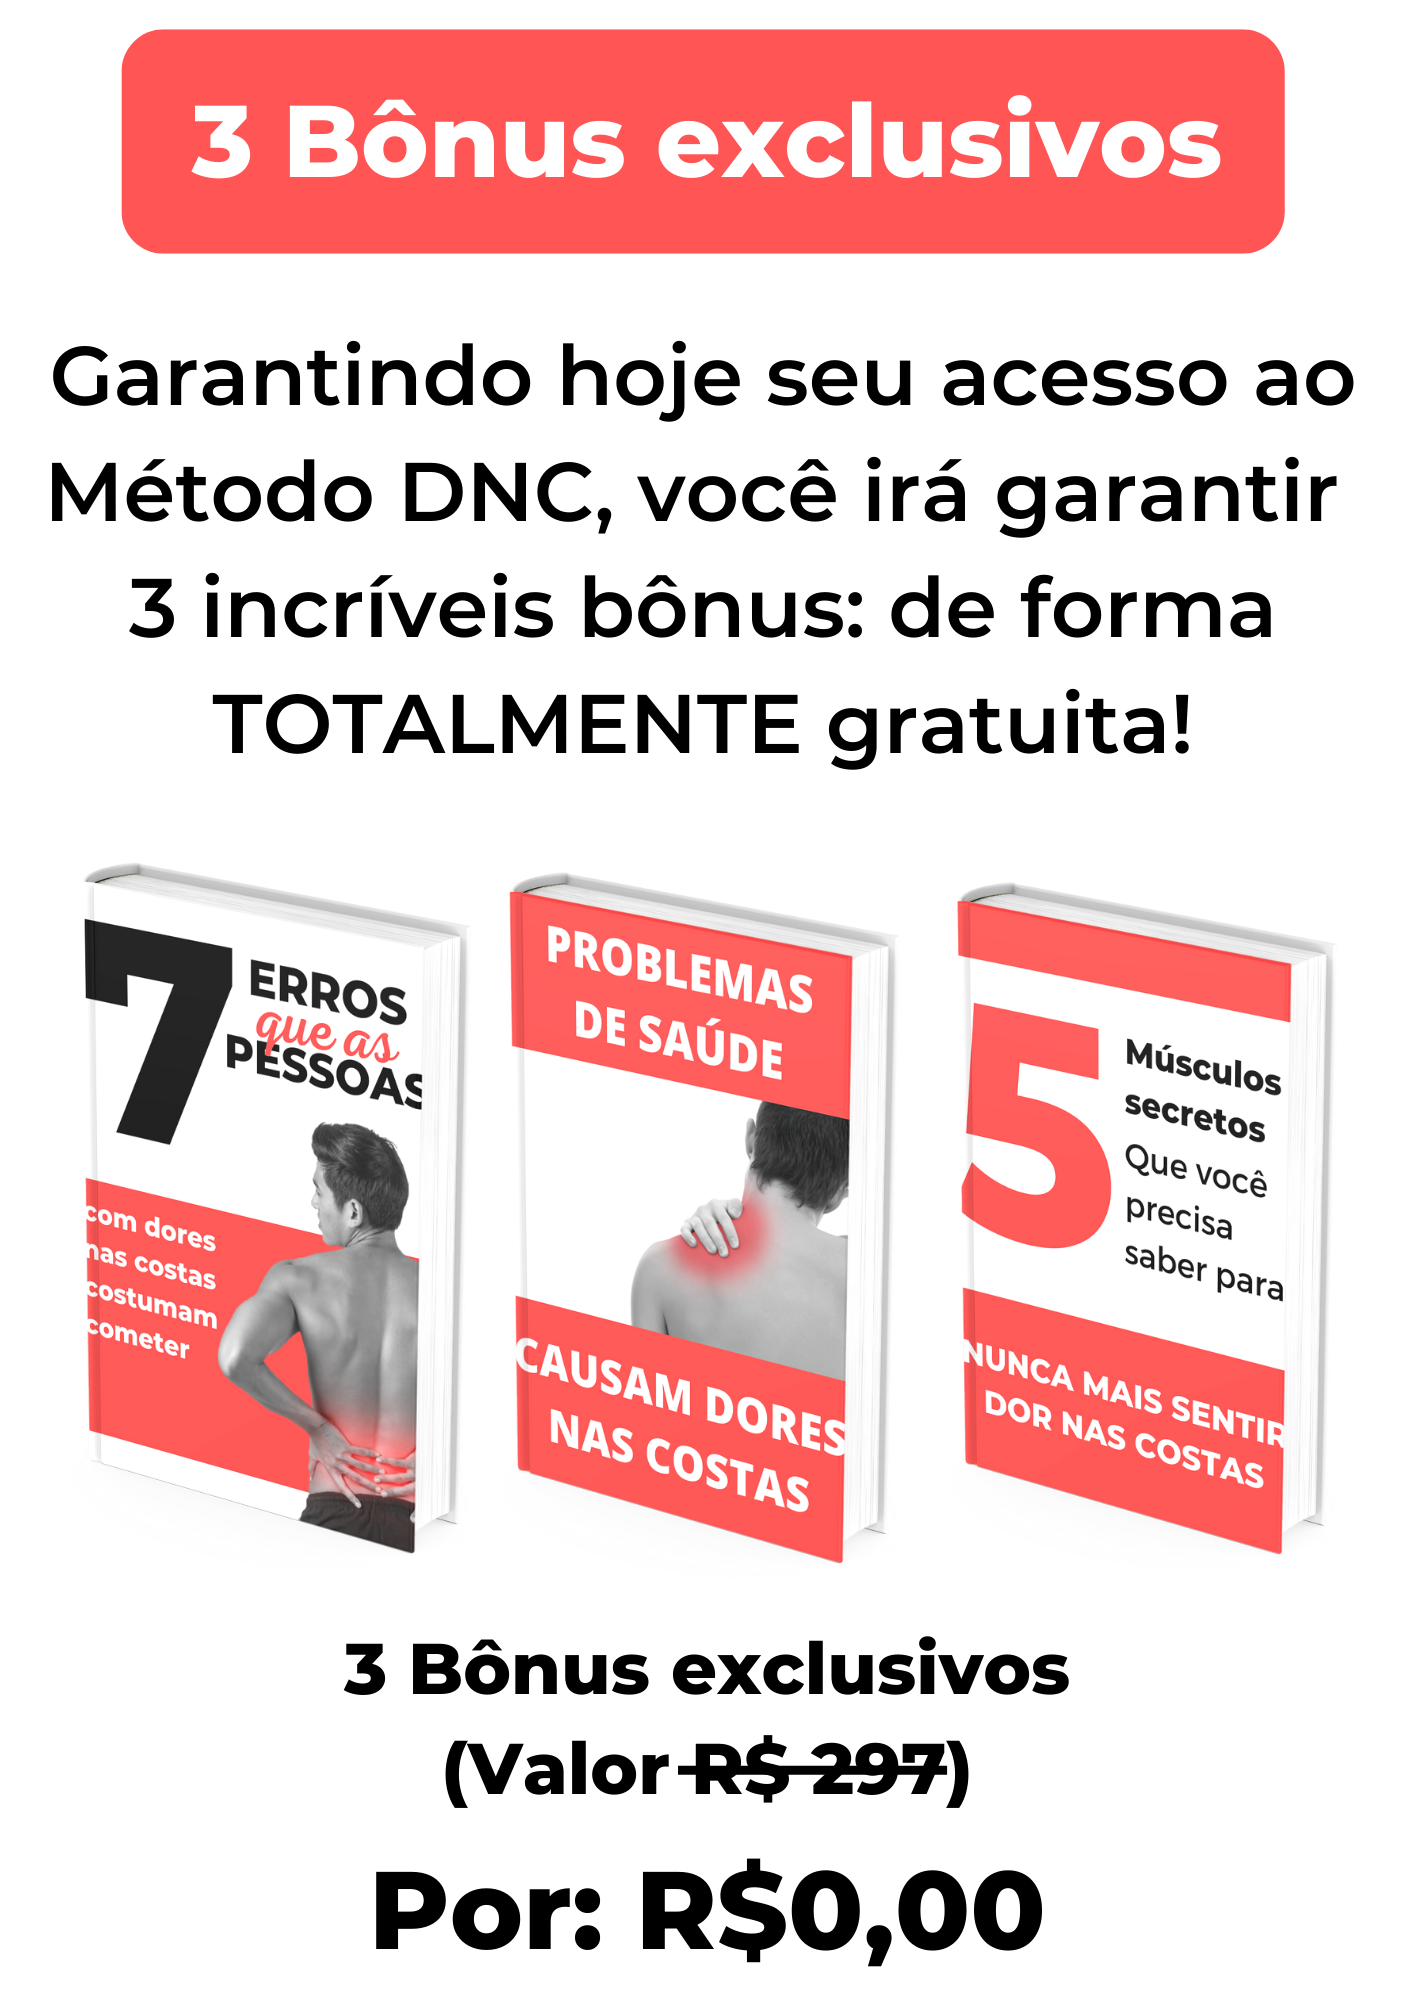 3 Bônus exclusivos
Garantindo hoje seu acesso ao
Método DNC, você irá garantir
3 incríveis bônus: de forma
TOTALMENTE gratuita!
7 ERROS
que as
PESSOAS
com dores
nas costas
costumam
cometer
PROBLEMAS
DE SAÚDE
CAUSAM DORES
NAS COSTAS
5 Músculos
secretos
Que você
precisa
saber para
NUNCA MAIS SENTIR
DOR NAS COSTAS
3 Bônus exclusivos
(Valor R$ 297)
Por: R$0,00